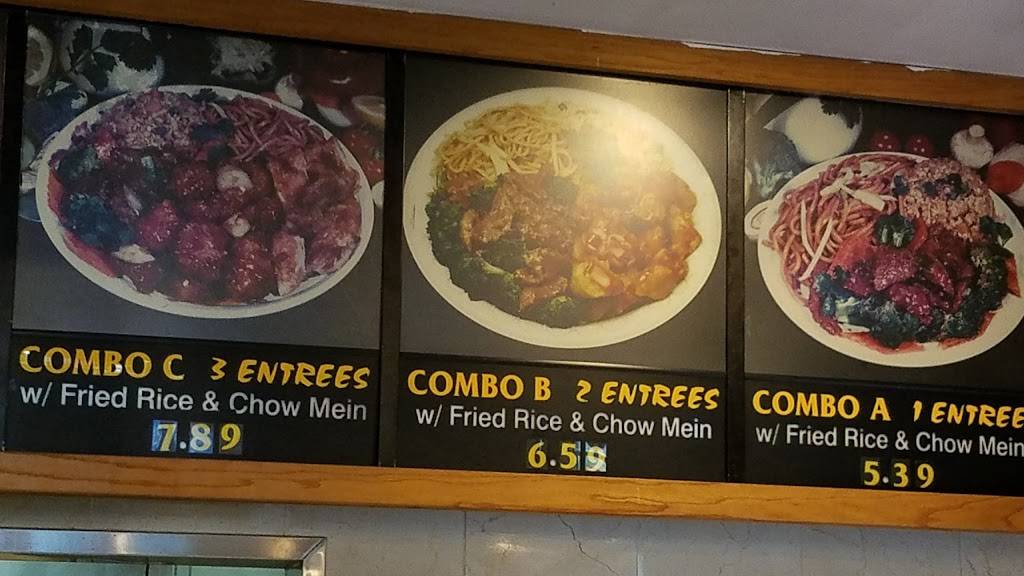 COMBO C 3 ENTREES
w/ Fried Rice & Chow Mein
7.89
COMBO B 2 ENTREES
w/ Fried Rice & Chow Mein
6.59
COMBO A 1 ENTREE
w/ Fried Rice & Chow Mein
5.39